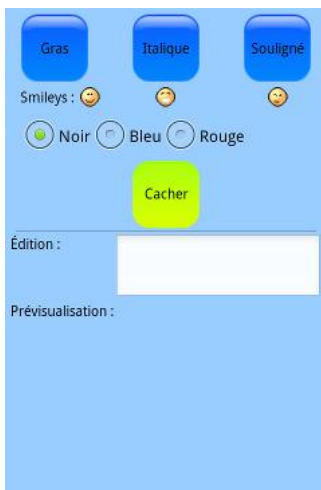 Gras Italique Souligné
Smileys :
Noir Bleu Rouge
Cacher
Édition :
Prévisualisation :